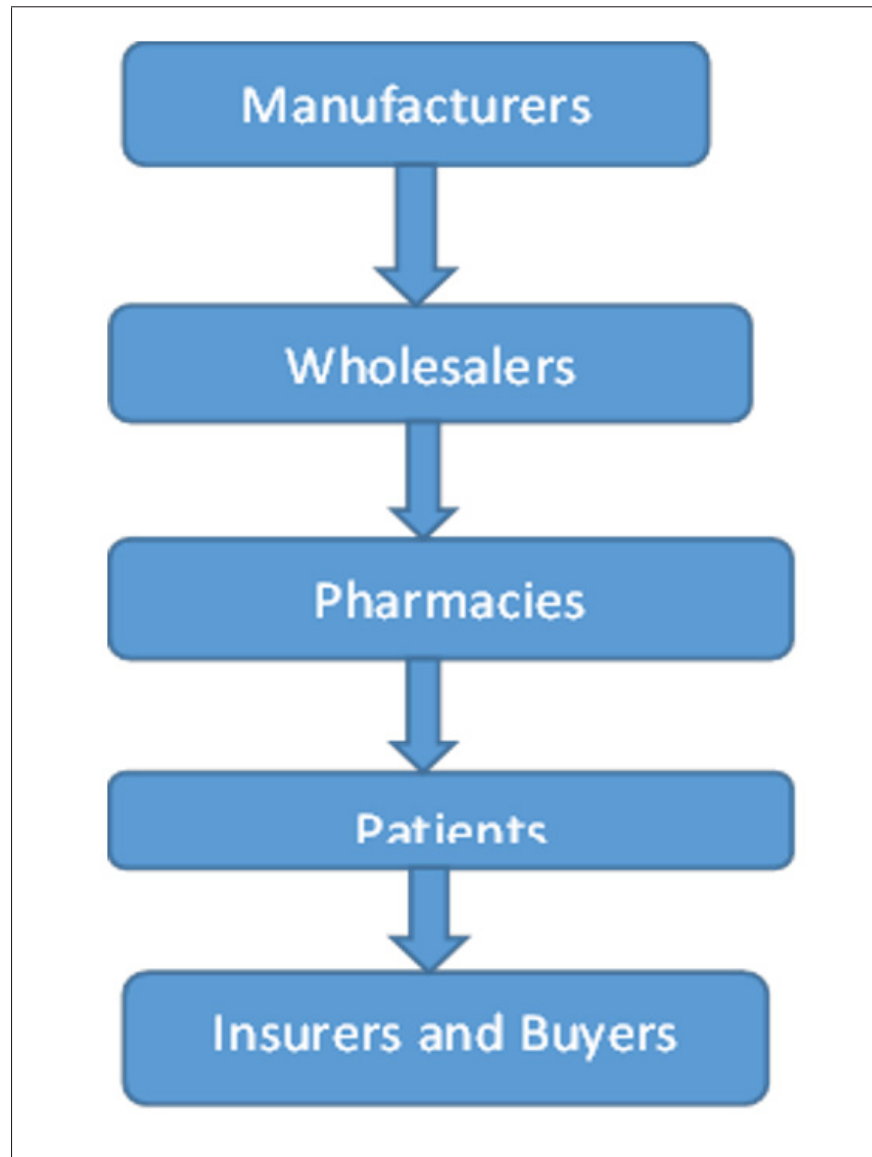 Manufacturers
Wholesalers
Pharmacies
Patients
Insurers and Buyers